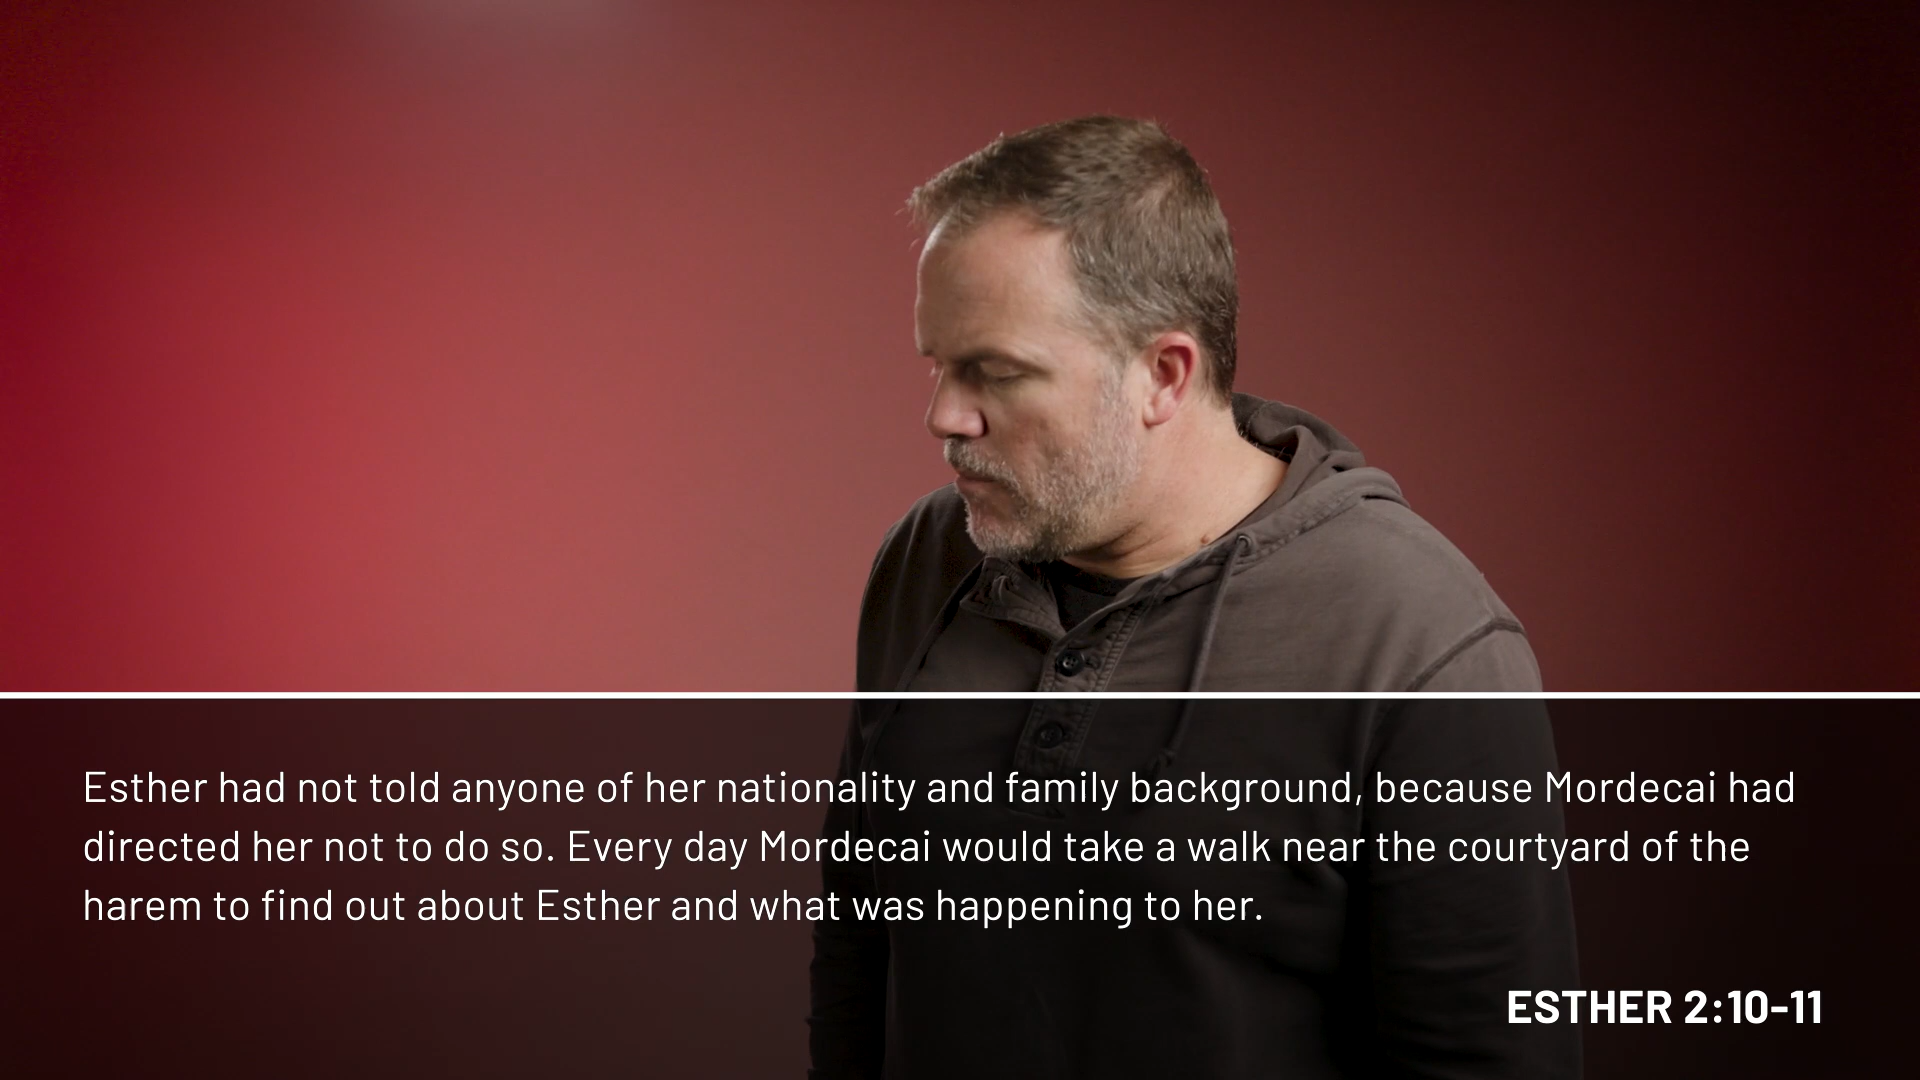 Esther had not told anyone of her nationality and family background, because Mordecai had
directed her not to do so. Every day Mordecai would take a walk near the courtyard of the
harem to find out about Esther and what was happening to her.
ESTHER 2:10-11